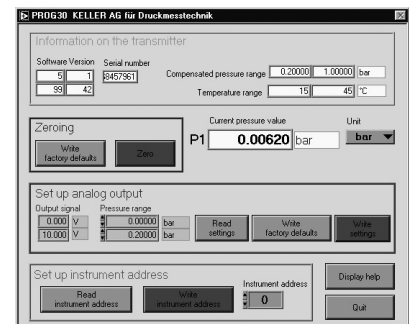 PROG30 KELLER AG für Druckmesstechnik
Information on the transmitter
Software Version Serial number
5 1 8457961
99 42
Compensated pressure range 0.20000 1.00000 bar
Temperature range 15 45 °C
Zeroing
Write factory defaults
Zero
Current pressure value Unit
P1 0.00620 bar bar
Set up analog output
Output signal Pressure range
0.000 V 0.00000 bar
10.000 V 0.20000 bar
Read settings
Write factory defaults
Write settings
Set up instrument address
Read instrument address
Write instrument address
Instrument address
0
Display help
Quit